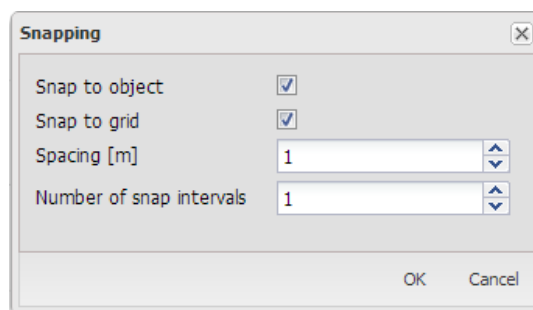 Snapping
Snap to object
Snap to grid
Spacing [m] 1
Number of snap intervals 1
OK Cancel